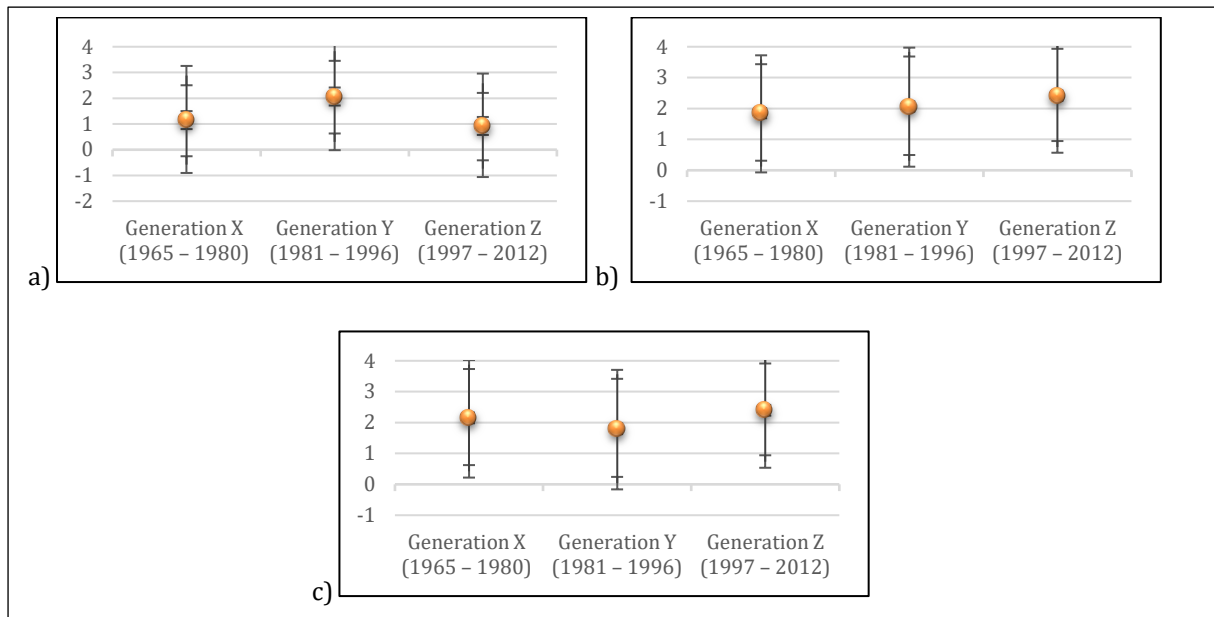 4
3
2
1
0
-1
-2
Generation X Generation Y Generation Z
(1965 – 1980) (1981 – 1996) (1997 – 2012)
a)
4
3
2
1
0
-1
Generation X Generation Y Generation Z
(1965 – 1980) (1981 – 1996) (1997 – 2012)
b)
4
3
2
1
0
-1
Generation X Generation Y Generation Z
(1965 – 1980) (1981 – 1996) (1997 – 2012)
c)